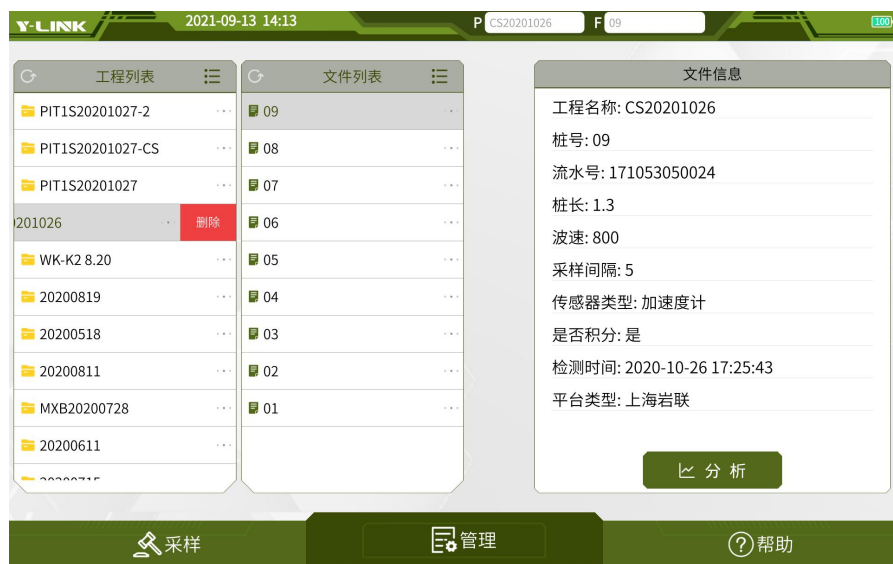 Y-LINK
2021-09-13 14:13
P CS20201026
F 09
100
工程列表
PIT1S20201027-2
PIT1S20201027-CS
PIT1S20201027
0201026 删除
WK-K2 8.20
20200819
20200518
20200811
MXB20200728
20200611
20200715
文件列表
09
08
07
06
05
04
03
02
01
文件信息
工程名称: CS20201026
桩号: 09
流水号: 171053050024
桩长: 1.3
波速: 800
采样间隔: 5
传感器类型: 加速度计
是否积分: 是
检测时间: 2020-10-26 17:25:43
平台类型: 上海岩联
分 析
采样
管理
帮助